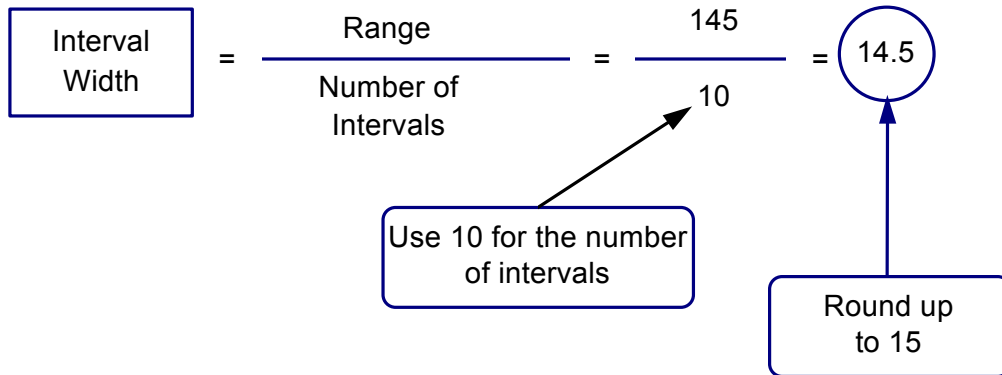 Interval
Width
=
Range
Number of
Intervals
=
145
10
=
14.5
Use 10 for the number
of intervals
Round up
to 15